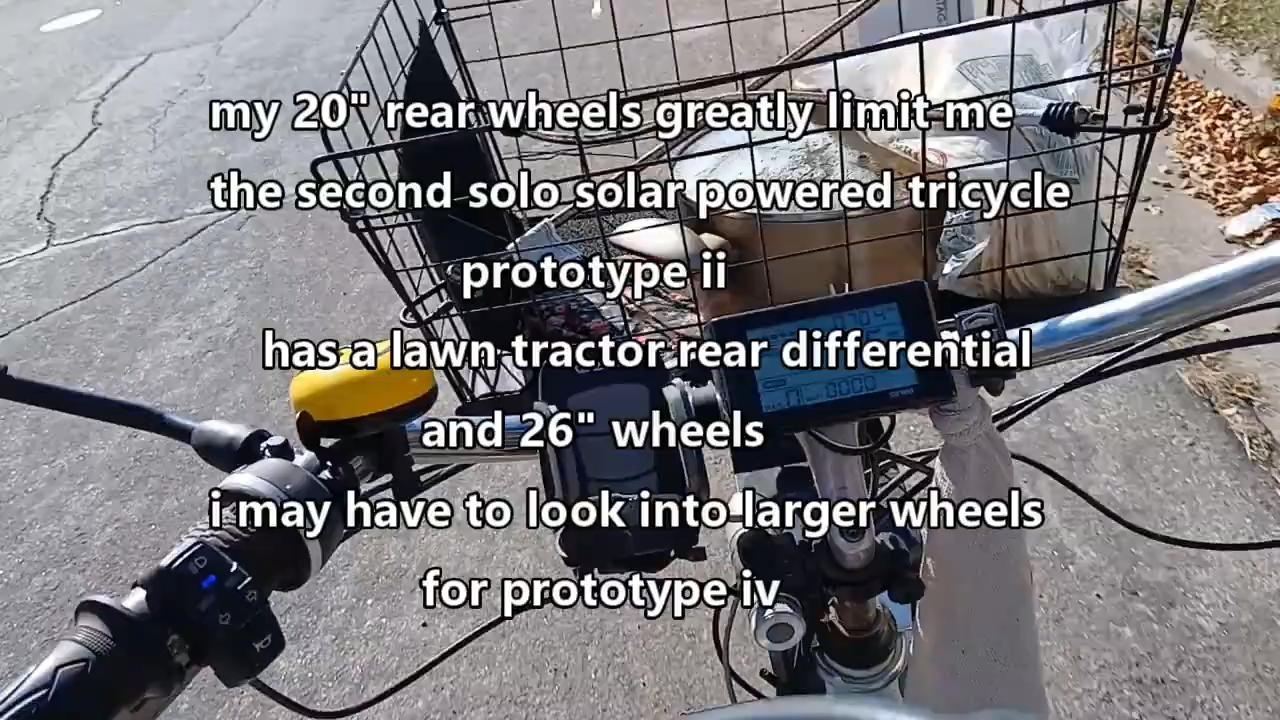 my 20" rear wheels greatly limit me
the second solo solar powered tricycle
prototype ii
has a lawn tractor rear differential
and 26" wheels
i may have to look into larger wheels
for prototype iv